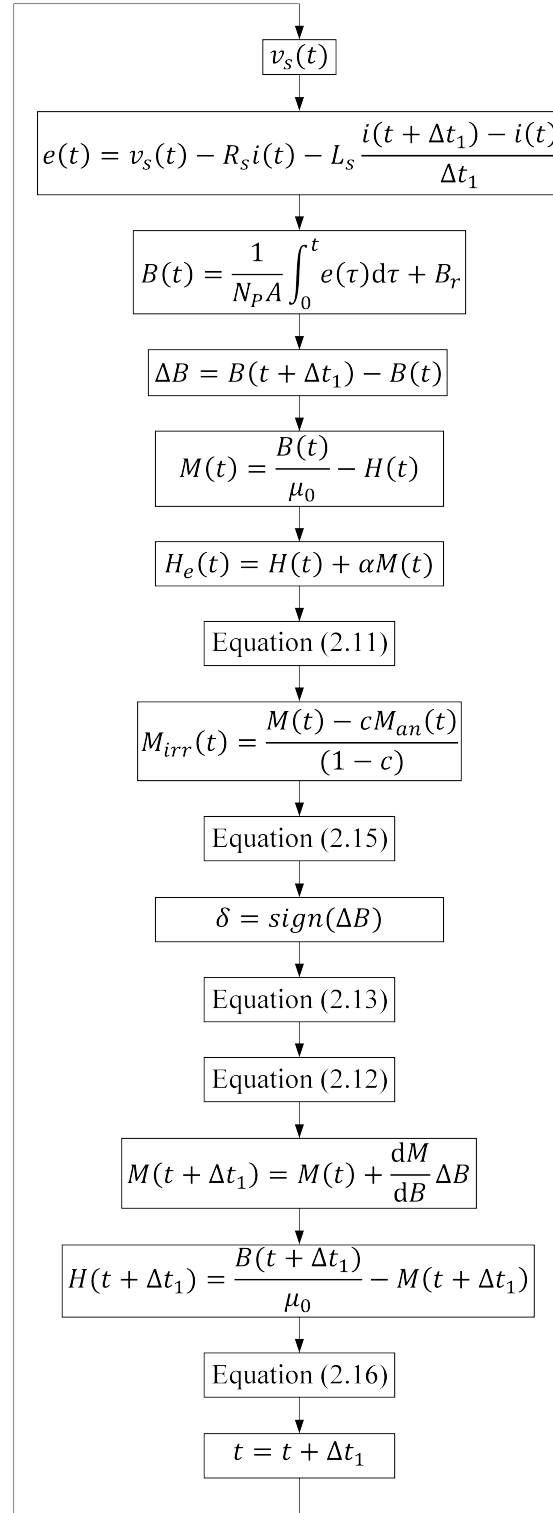 v_s(t)
e(t) = v_s(t) − R_s i(t) − L_s (i(t + Δt_1) − i(t))/Δt_1
B(t) = 1/(N_P A) ∫_0^t e(τ)dτ + B_r
ΔB = B(t + Δt_1) − B(t)
M(t) = B(t)/μ_0 − H(t)
H_e(t) = H(t) + αM(t)
Equation (2.11)
M_irr(t) = (M(t) − cM_an(t))/(1 − c)
Equation (2.15)
δ = sign(ΔB)
Equation (2.13)
Equation (2.12)
M(t + Δt_1) = M(t) + dM/dB ΔB
H(t + Δt_1) = B(t + Δt_1)/μ_0 − M(t + Δt_1)
Equation (2.16)
t = t + Δt_1